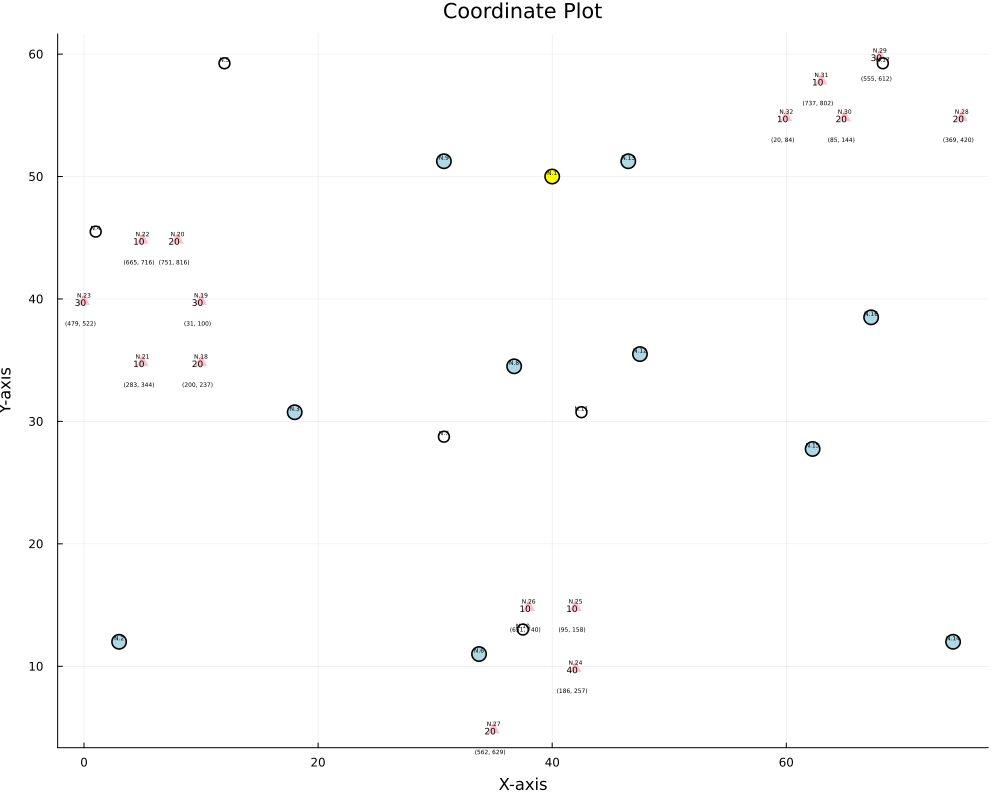 Coordinate Plot
60
N.29
30
(555, 612)
N.31
10
(737, 802)
N.32
10
(20, 84)
N.30
20
(85, 144)
N.28
20
(369, 420)
50
N.1
N.22
10
(665, 716)
N.20
20
(751, 816)
40
N.23
30
(479, 522)
N.19
30
(31, 100)
N.21
10
(283, 344)
N.18
20
(200, 237)
30
20
N.26
10
N.25
10
(95, 158)
10
N.24
40
(186, 257)
N.27
20
(562, 629)
0
20
40
60
X-axis
Y-axis